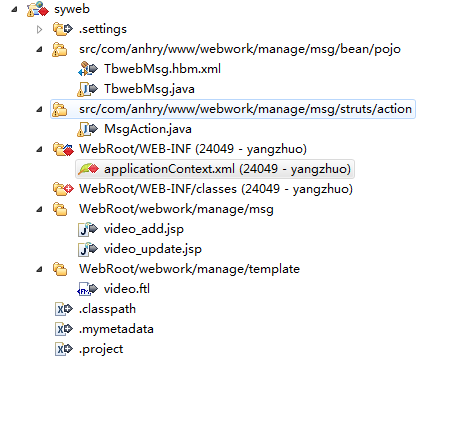 syweb
.settings
src/com/anhry/www/webwork/manage/msg/bean/pojo
TbwebMsg.hbm.xml
TbwebMsg.java
src/com/anhry/www/webwork/manage/msg/struts/action
MsgAction.java
WebRoot/WEB-INF (24049 - yangzhuo)
applicationContext.xml (24049 - yangzhuo)
WebRoot/WEB-INF/classes (24049 - yangzhuo)
WebRoot/webwork/manage/msg
video_add.jsp
video_update.jsp
WebRoot/webwork/manage/template
video.ftl
.classpath
.mymetadata
.project